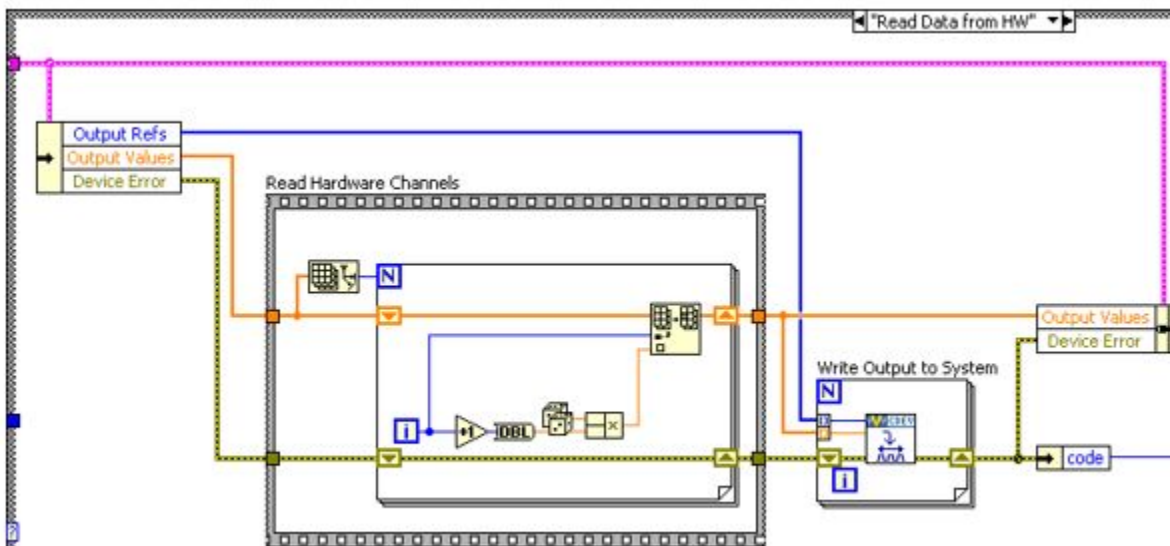 "Read Data from HW"
Output Refs
Output Values
Device Error
Read Hardware Channels
N
i
+1
DBL
Output Values
Device Error
Write Output to System
N
i
code
?